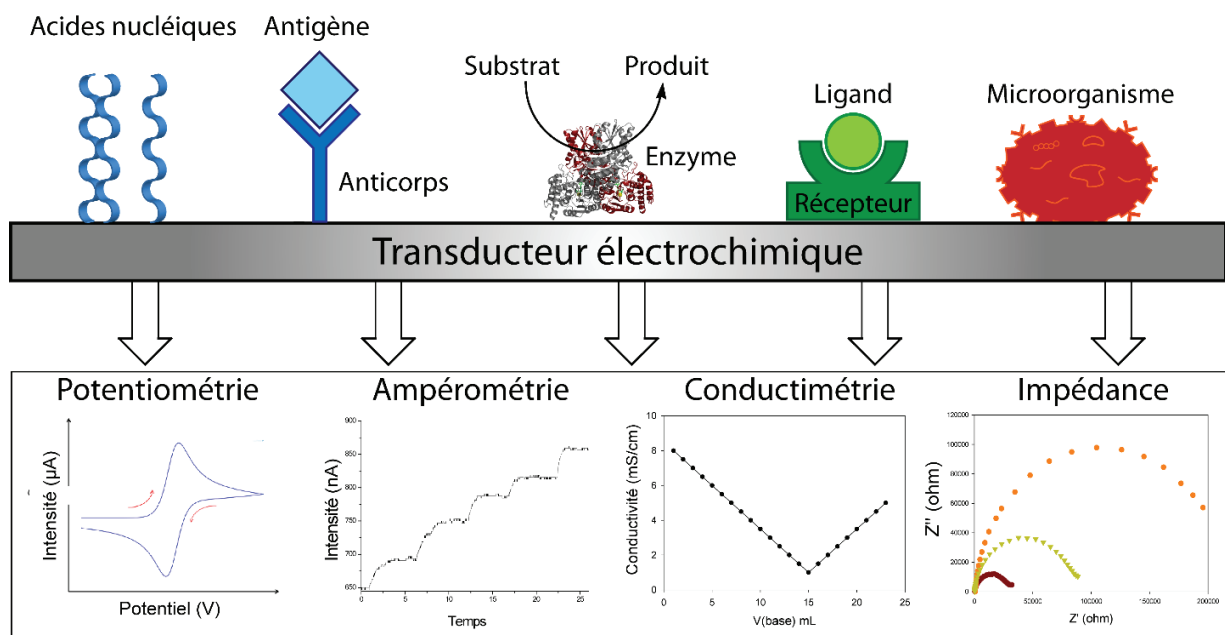 Acides nucléiques
Antigène
Anticorps
Substrat
Produit
Enzyme
Ligand
Récepteur
Microorganisme
Transducteur électrochimique
Potentiométrie
Intensité (µA)
Potentiel (V)
Ampérométrie
Intensité (nA)
900
850
800
750
700
650
0 5 10 15 20 25
Temps
Conductimétrie
Conductivité (mS/cm)
10
8
6
4
2
0
0 5 10 15 20 25
V(base) mL
Impédance
Z'' (ohm)
120000
100000
80000
60000
40000
20000
0
0 50000 100000 150000 200000
Z' (ohm)